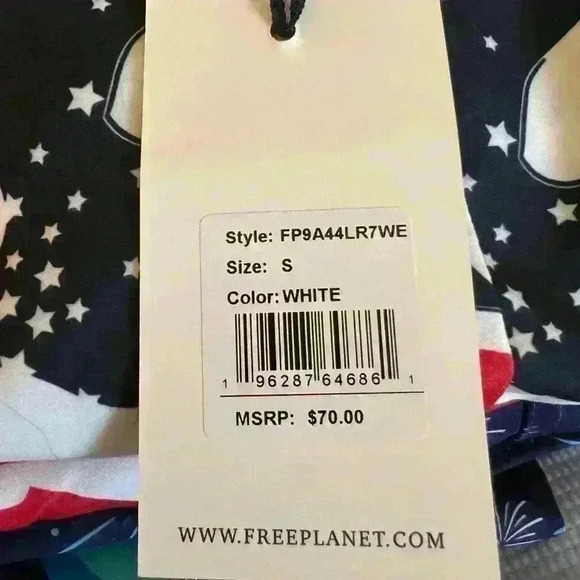 Style: FP9A44LR7WE
Size: S
Color: WHITE
1 96287 64686 1
MSRP: $70.00
WWW.FREEPLANET.COM